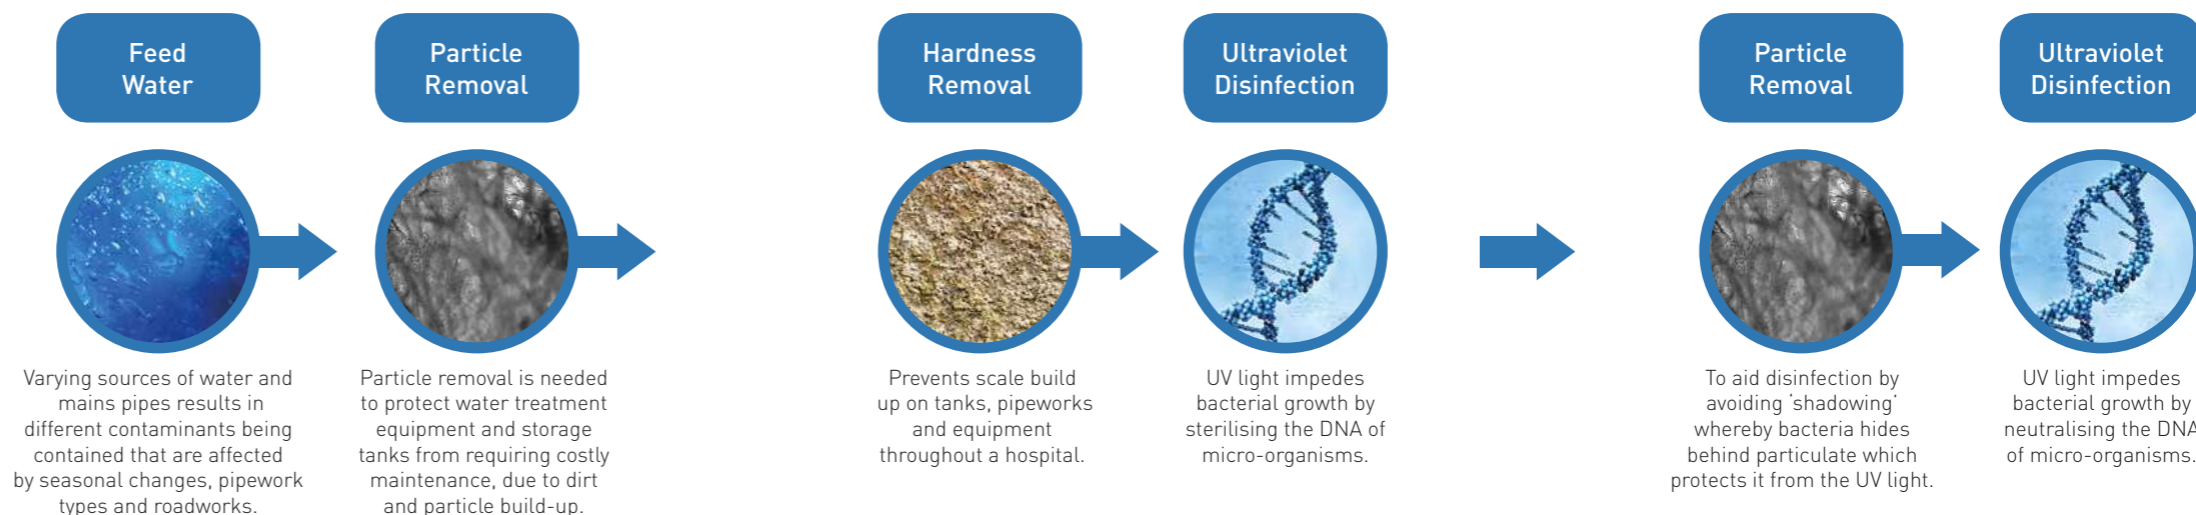 Feed
Water
Particle
Removal
Hardness
Removal
Ultraviolet
Disinfection
Particle
Removal
Ultraviolet
Disinfection
Varying sources of water and
mains pipes results in
different contaminants being
contained that are affected
by seasonal changes, pipework
types and roadworks.
Particle removal is needed
to protect water treatment
equipment and storage
tanks from requiring costly
maintenance, due to dirt
and particle build-up.
Prevents scale build
up on tanks, pipeworks
and equipment
throughout a hospital.
UV light impedes
bacterial growth by
sterilising the DNA of
micro-organisms.
To aid disinfection by
avoiding ‘shadowing’
whereby bacteria hides
behind particulate which
protects it from the UV light.
UV light impedes
bacterial growth by
neutralising the DNA
of micro-organisms.